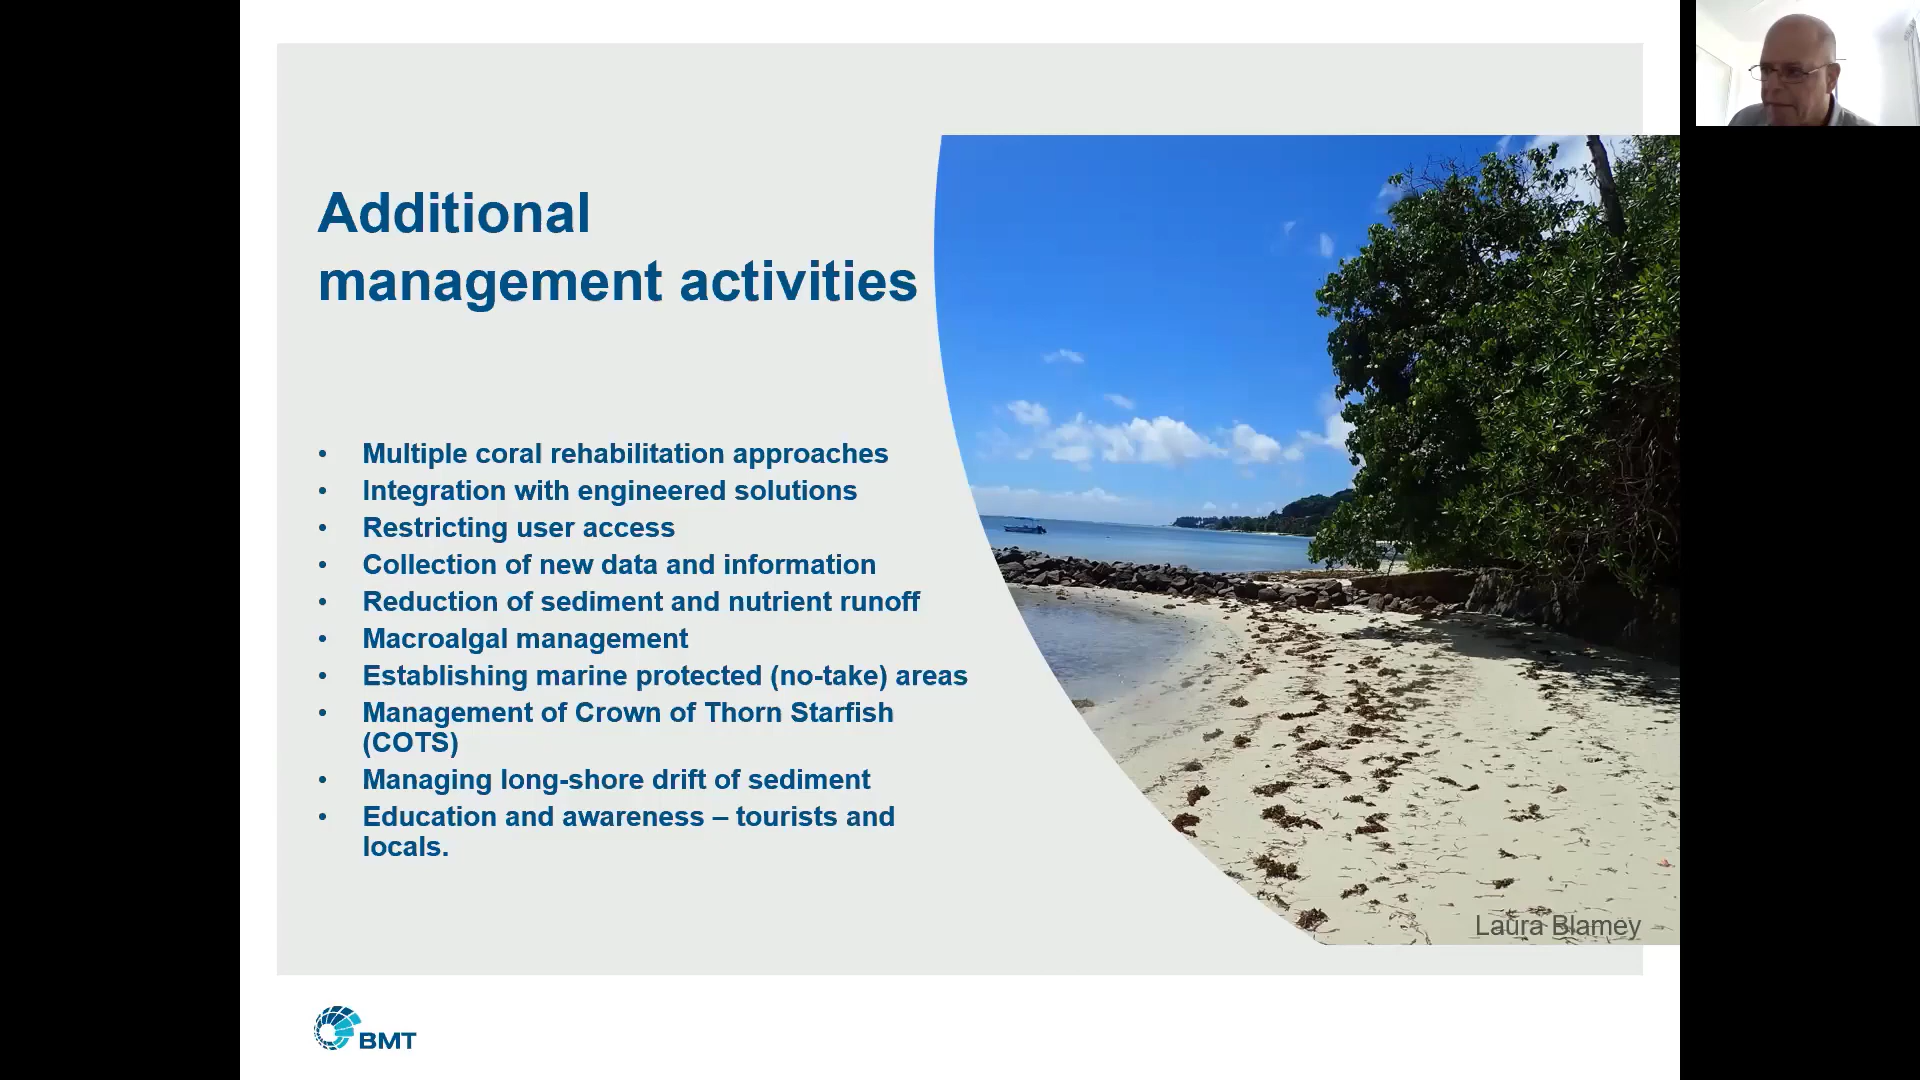 Additional
management activities
• Multiple coral rehabilitation approaches
• Integration with engineered solutions
• Restricting user access
• Collection of new data and information
• Reduction of sediment and nutrient runoff
• Macroalgal management
• Establishing marine protected (no-take) areas
• Management of Crown of Thorn Starfish
(COTS)
• Managing long-shore drift of sediment
• Education and awareness – tourists and
locals.
Laura Blamey
BMT